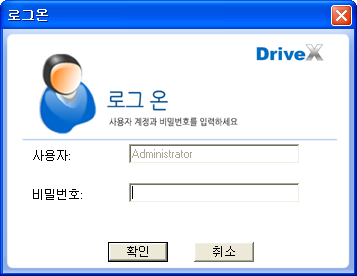 로그온
DriveX
로그 온
사용자 계정과 비밀번호를 입력하세요
사용자:
Administrator
비밀번호:
확인
취소